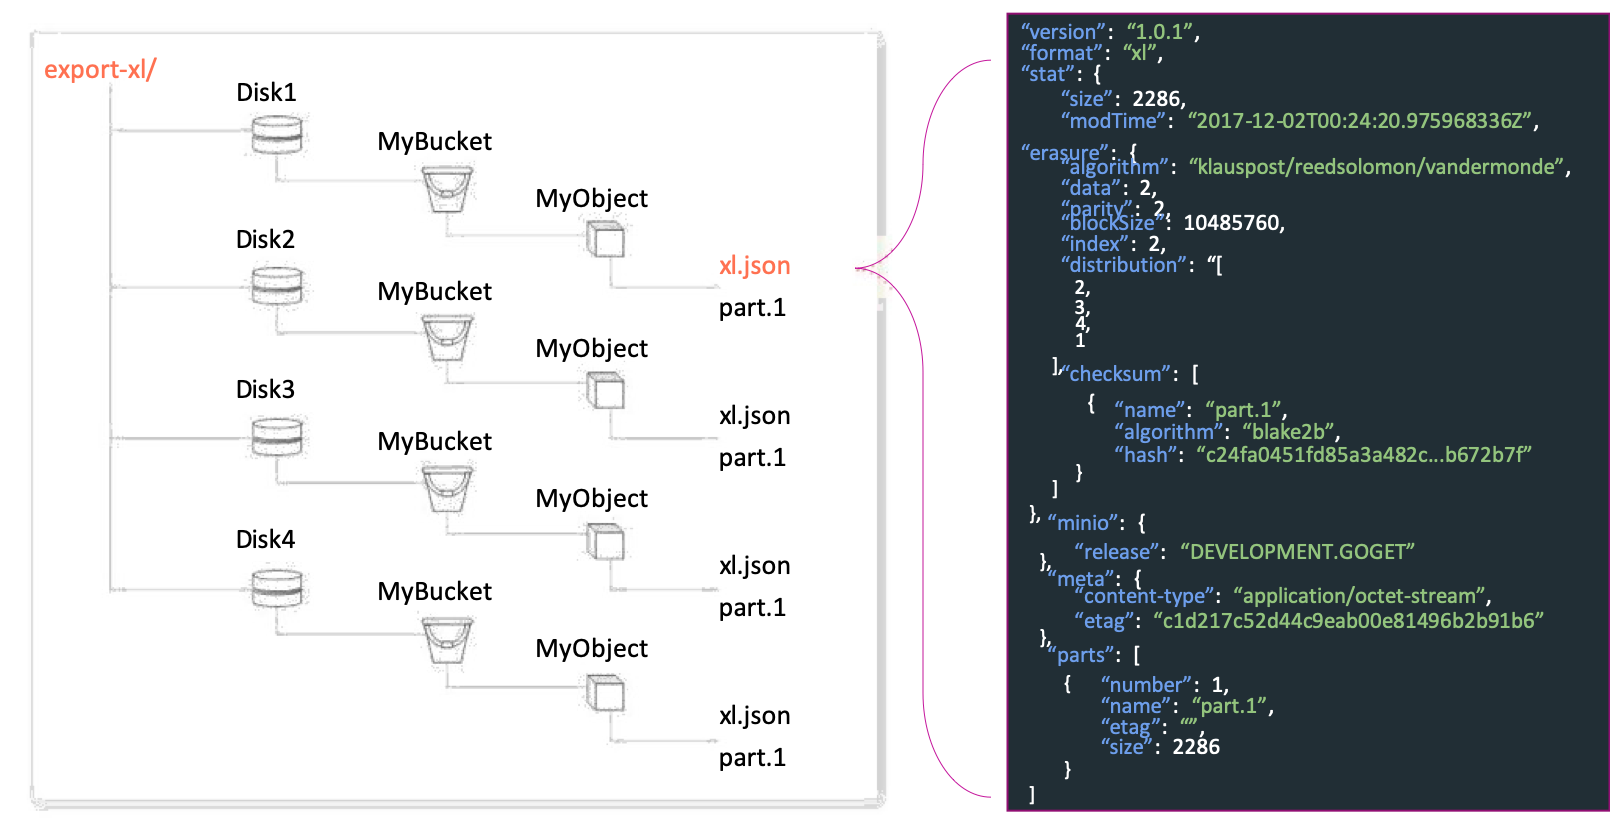 export-xl/
Disk1
MyBucket
MyObject
xl.json
part.1
Disk2
MyBucket
MyObject
xl.json
part.1
Disk3
MyBucket
MyObject
xl.json
part.1
Disk4
MyBucket
MyObject
xl.json
part.1
“version”: “1.0.1”,
“format”: “xl”,
“stat”: {
“size”: 2286,
“modTime”: “2017-12-02T00:24:20.975968336Z”,
“erasure”: {
“algorithm”: “klauspost/reedsolomon/vandermonde”,
“data”: 2,
“parity”: 2,
“blockSize”: 10485760,
“index”: 2,
“distribution”: “[
2,
3,
4,
1
],
“checksum”: [
{ “name”: “part.1”,
“algorithm”: “blake2b”,
“hash”: “c24fa0451fd85a3a482c...b672b7f”
}
]
},
“minio”: {
“release”: “DEVELOPMENT.GOGET”
},
“meta”: {
“content-type”: “application/octet-stream”,
“etag”: “c1d217c52d44c9eab00e81496b2b91b6”
},
“parts”: [
{ “number”: 1,
“name”: “part.1”,
“etag”: “”,
“size”: 2286
}
]